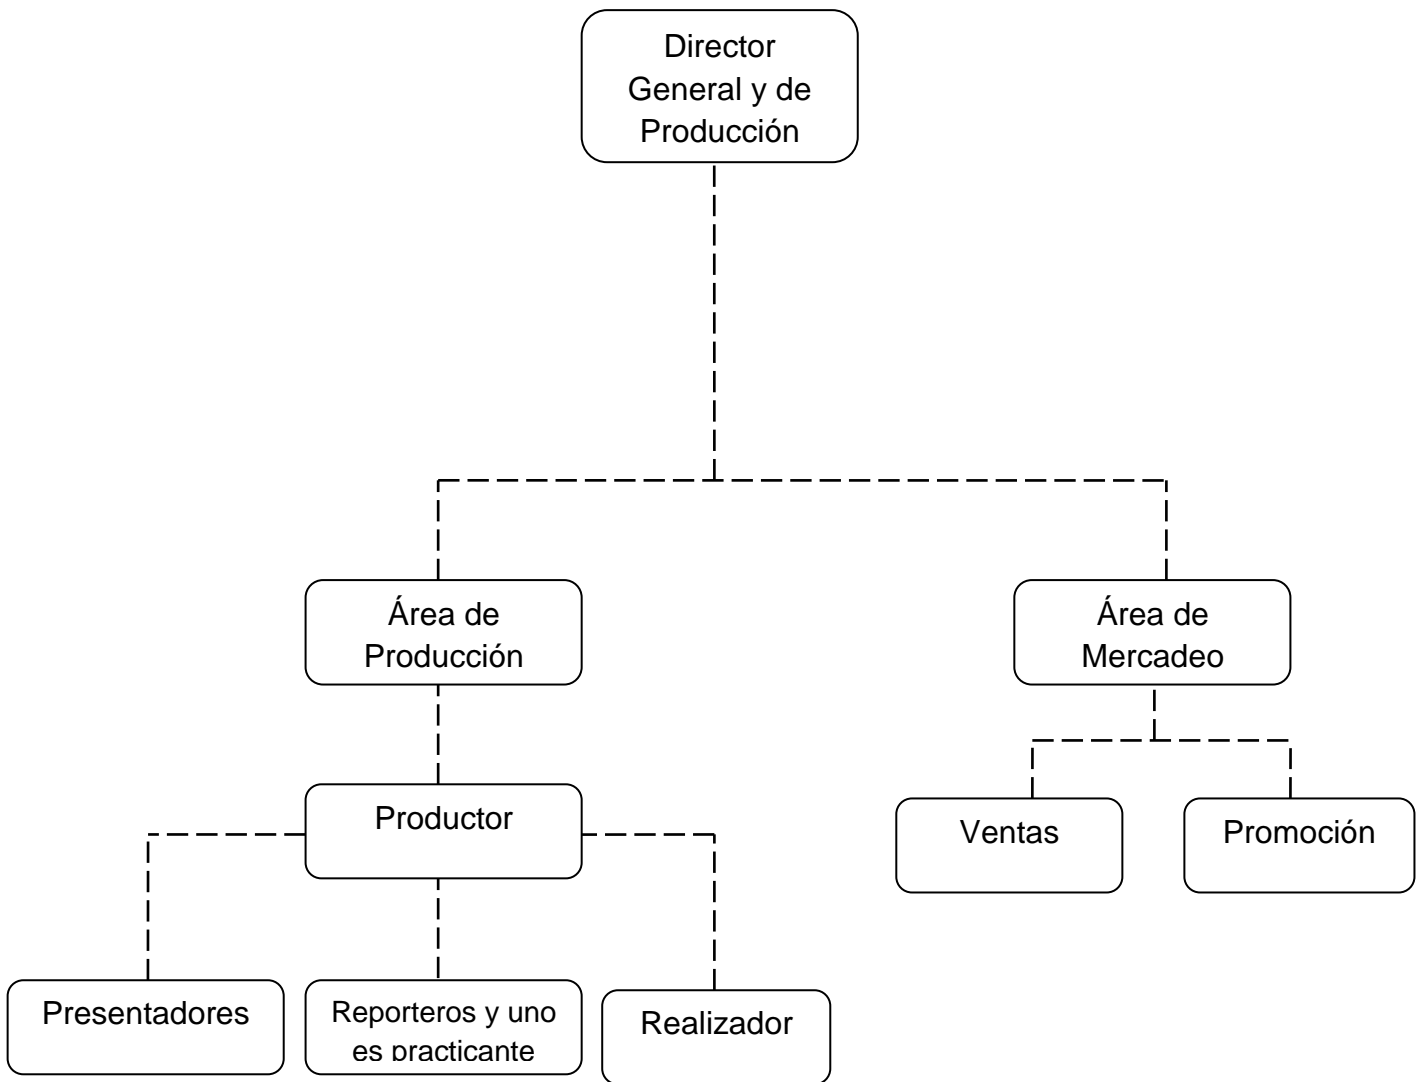 Director
General y de
Producción
Área de
Producción
Área de
Mercadeo
Productor
Ventas
Promoción
Presentadores
Reporteros y uno
es practicante
Realizador